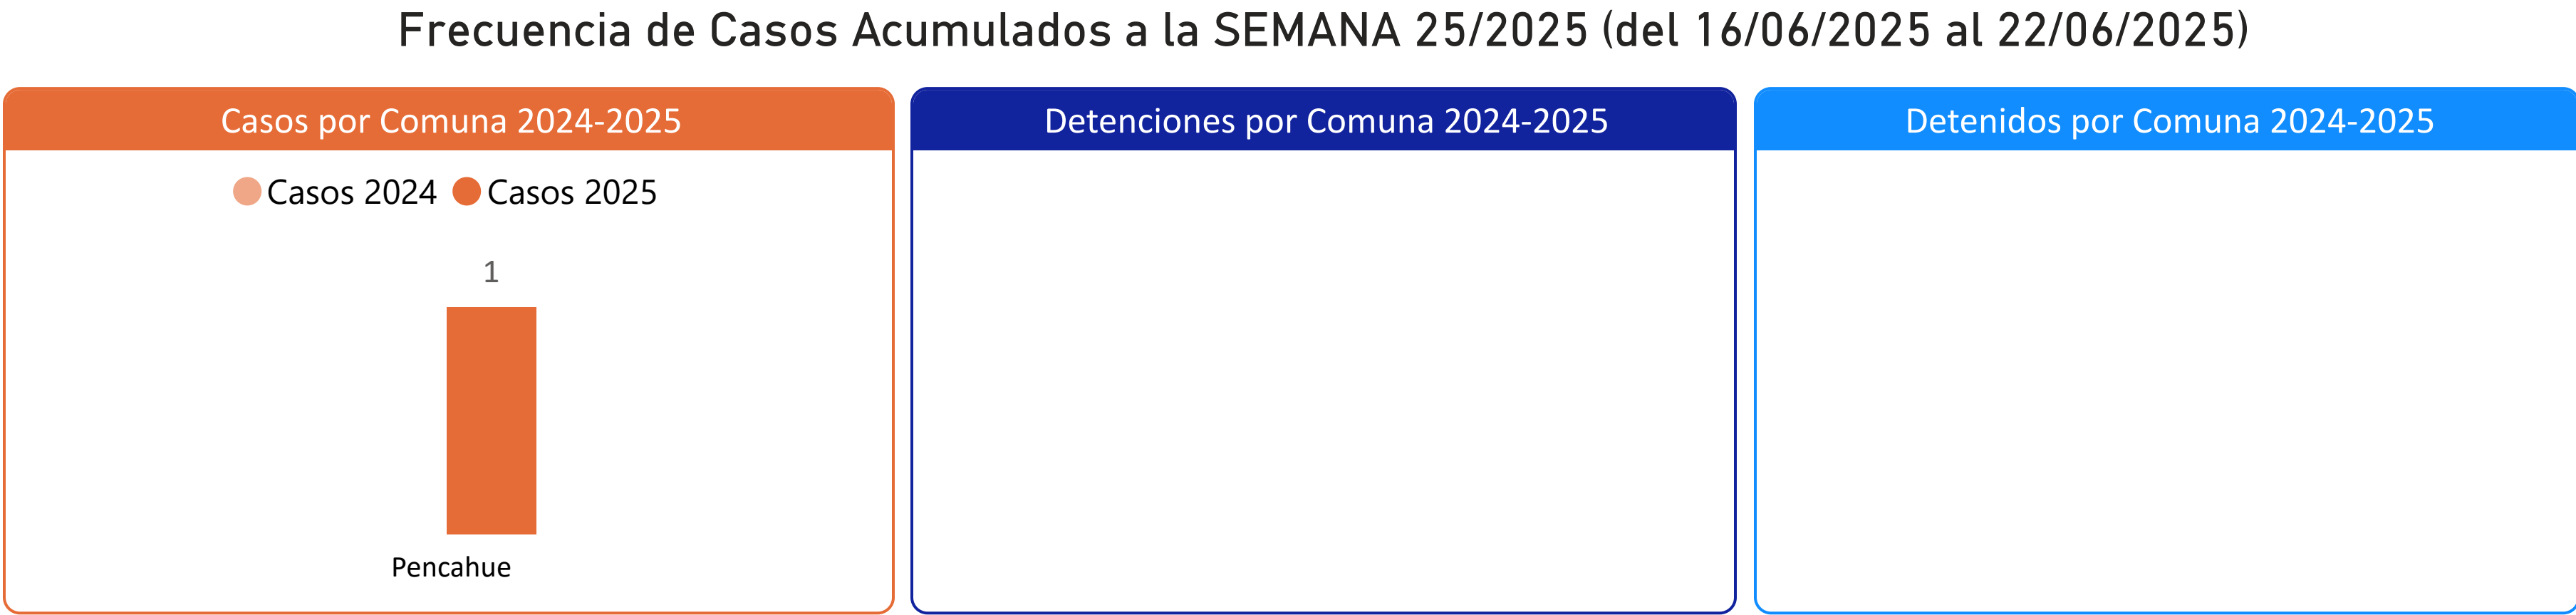 Frecuencia de Casos Acumulados a la SEMANA 25/2025 (del 16/06/2025 al 22/06/2025)
Casos por Comuna 2024-2025
Casos 2024 Casos 2025
1
Pencahue
Detenciones por Comuna 2024-2025
Detenidos por Comuna 2024-2025